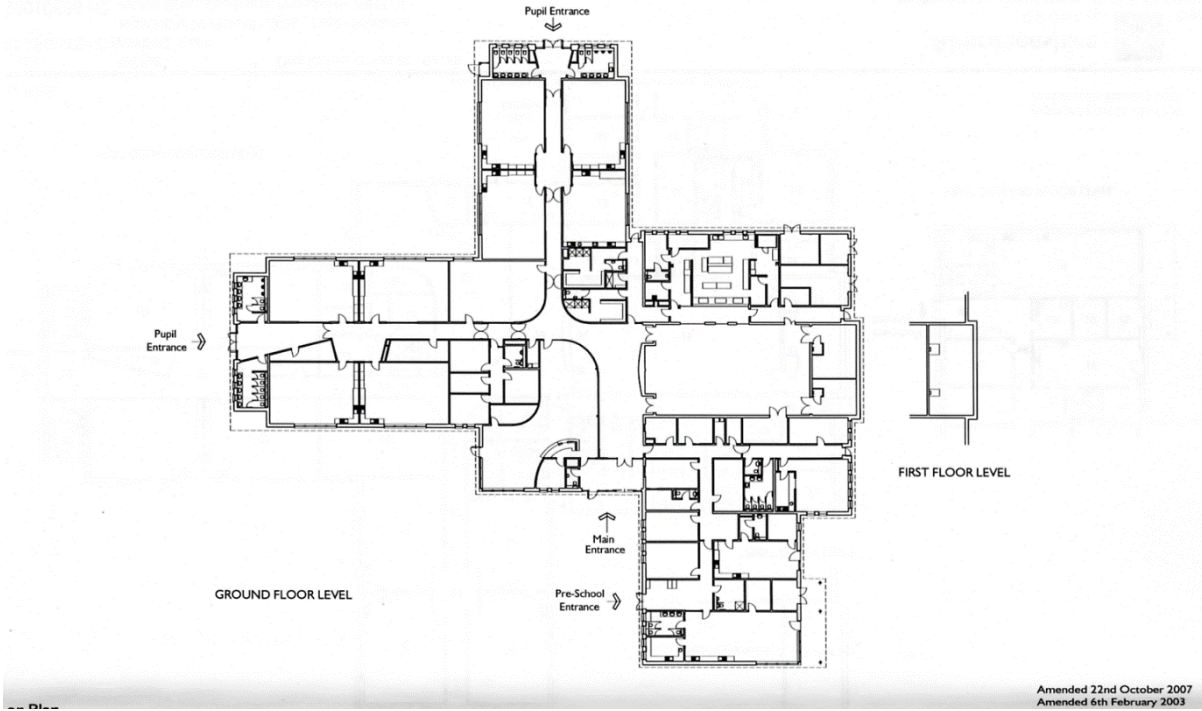 Pupil Entrance
Pupil
Entrance
FIRST FLOOR LEVEL
Main
Entrance
GROUND FLOOR LEVEL
Pre-School
Entrance
Amended 22nd October 2007
Amended 6th February 2003
Plan